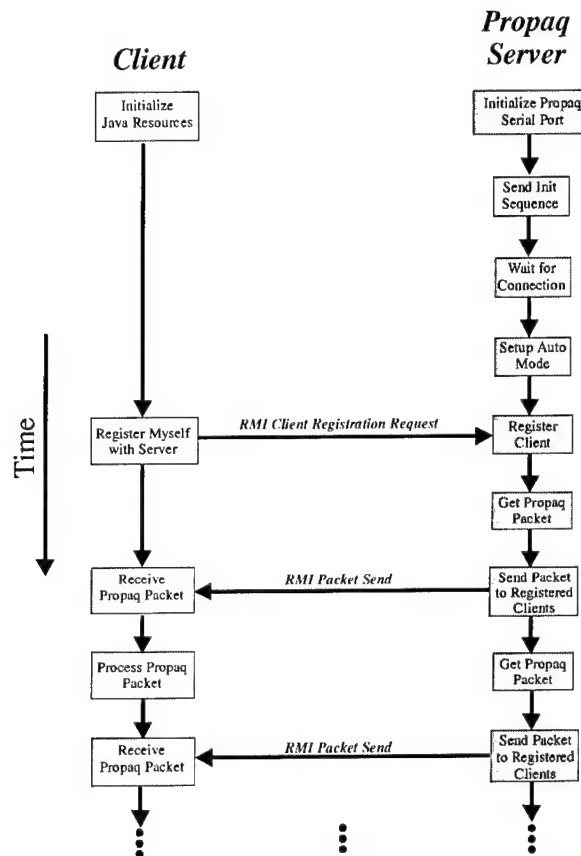 Client
Propaq
Server
Initialize
Java Resources
Initialize Propaq
Serial Port
Send Init
Sequence
Wait for
Connection
Setup Auto
Mode
Time
Register Myself
with Server
RMI Client Registration Request
Register
Client
Get Propaq
Packet
Receive
Propaq Packet
RMI Packet Send
Send Packet
to Registered
Clients
Process Propaq
Packet
Get Propaq
Packet
Receive
Propaq Packet
RMI Packet Send
Send Packet
to Registered
Clients